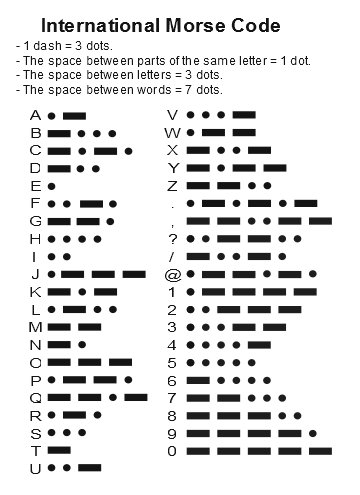 International Morse Code
- 1 dash = 3 dots.
- The space between parts of the same letter = 1 dot.
- The space between letters = 3 dots.
- The space between words = 7 dots.
A ● ▬
B ▬ ● ● ●
C ▬ ● ▬ ●
D ▬ ● ●
E ●
F ● ● ▬ ●
G ▬ ▬ ●
H ● ● ● ●
I ● ●
J ● ▬ ▬ ▬
K ▬ ● ▬
L ● ▬ ● ●
M ▬ ▬
N ▬ ●
O ▬ ▬ ▬
P ● ▬ ▬ ●
Q ▬ ▬ ● ▬
R ● ▬ ●
S ● ● ●
T ▬
U ● ● ▬
V ● ● ● ▬
W ● ▬ ▬
X ▬ ● ● ▬
Y ▬ ● ▬ ▬
Z ▬ ▬ ● ●
. ● ▬ ● ▬ ● ▬
, ▬ ▬ ● ● ▬ ▬
? ● ● ▬ ▬ ● ●
/ ▬ ● ● ▬ ●
@ ● ▬ ▬ ● ▬ ●
1 ● ▬ ▬ ▬ ▬
2 ● ● ▬ ▬ ▬
3 ● ● ● ▬ ▬
4 ● ● ● ● ▬
5 ● ● ● ● ●
6 ▬ ● ● ● ●
7 ▬ ▬ ● ● ●
8 ▬ ▬ ▬ ● ●
9 ▬ ▬ ▬ ▬ ●
0 ▬ ▬ ▬ ▬ ▬